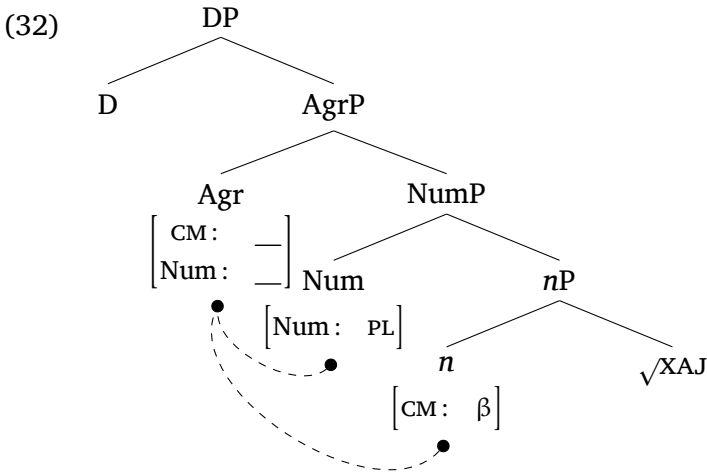 (32) DP
D AgrP
Agr NumP
[CM: __
Num: __]
Num nP
[Num: PL]
n √XAJ
[CM: β]